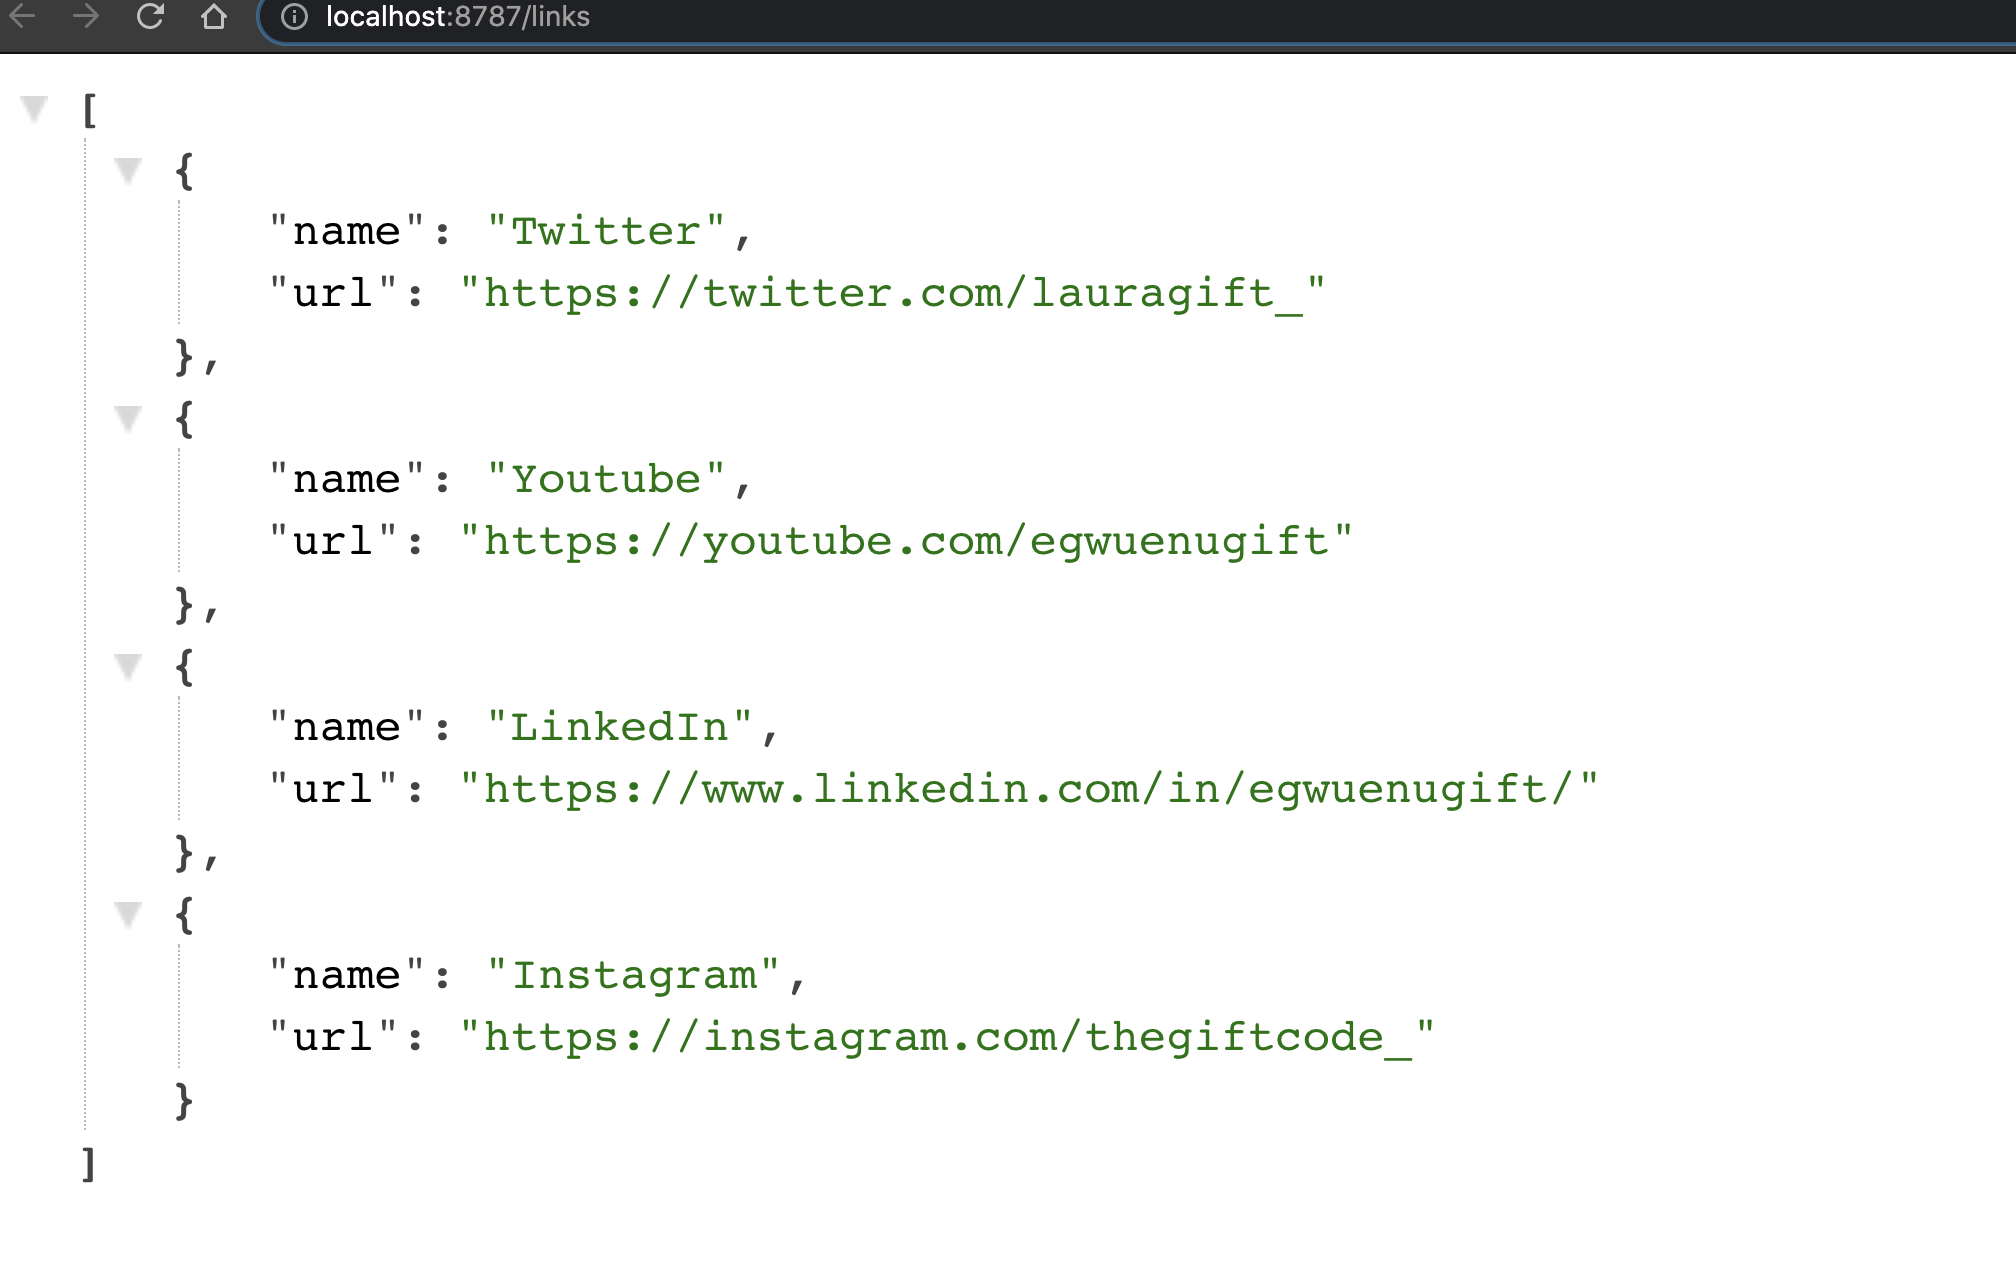 localhost:8787/links
[
{
"name": "Twitter",
"url": "https://twitter.com/lauragift_"
},
{
"name": "Youtube",
"url": "https://youtube.com/egwuenugift"
},
{
"name": "LinkedIn",
"url": "https://www.linkedin.com/in/egwuenugift/"
},
{
"name": "Instagram",
"url": "https://instagram.com/thegiftcode_"
}
]